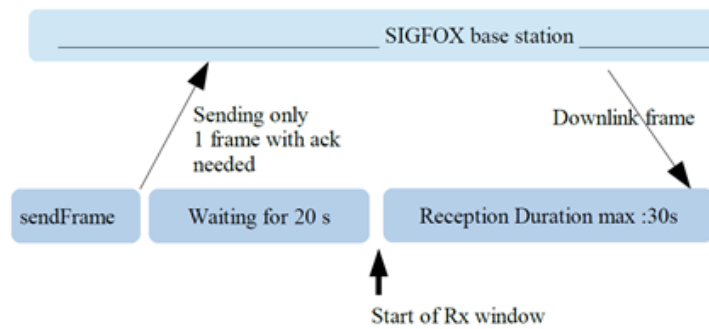 SIGFOX base station
Sending only
1 frame with ack
needed
Downlink frame
sendFrame
Waiting for 20 s
Reception Duration max :30s
Start of Rx window